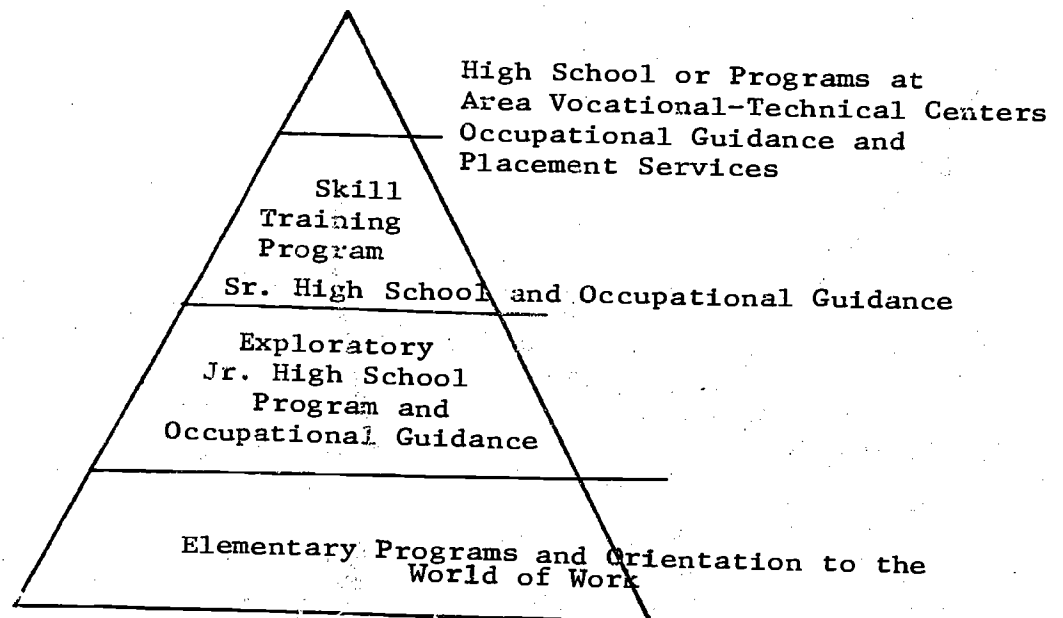 High School or Programs at
Area Vocational-Technical Centers
Occupational Guidance and
Placement Services
Skill
Training
Program
Sr. High School and Occupational Guidance
Exploratory
Jr. High School
Program and
Occupational Guidance
Elementary Programs and Orientation to the
World of Work